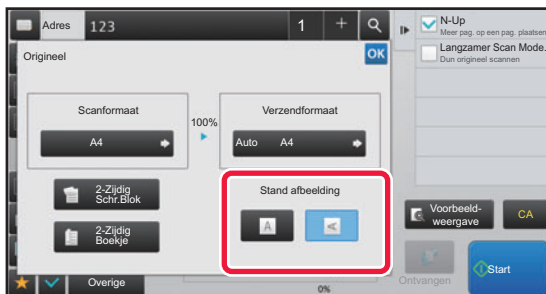 Adres 123 1 +
Origineel
OK
Scanformaat
100%
Verzendformaat
A4
Auto A4
2-Zijdig
Schr.Blok
2-Zijdig
Boekje
Stand afbeelding
A A
Overige
0%
N-Up
Meer pag. op een pag. plaatsen
Langzamer Scan Mode.
Dun origineel scannen
Voorbeeld-
weergave
CA
Ontvangen
Start